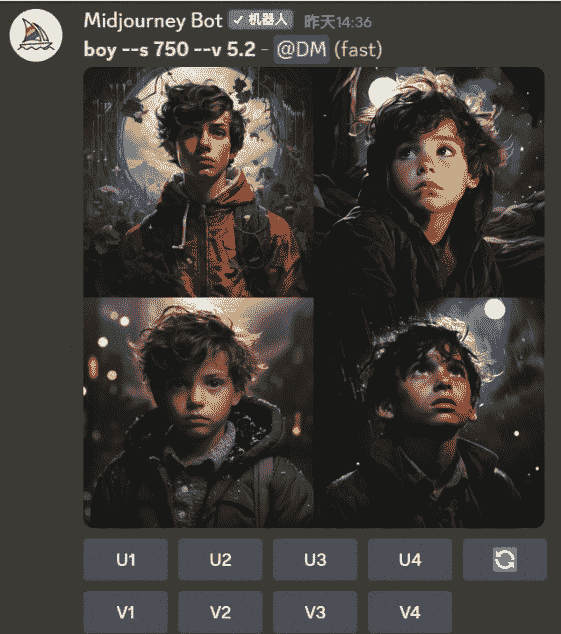 Midjourney Bot ✓ 机器人 昨天14:36
boy --s 750 --v 5.2 - @DM (fast)
U1 U2 U3 U4
V1 V2 V3 V4